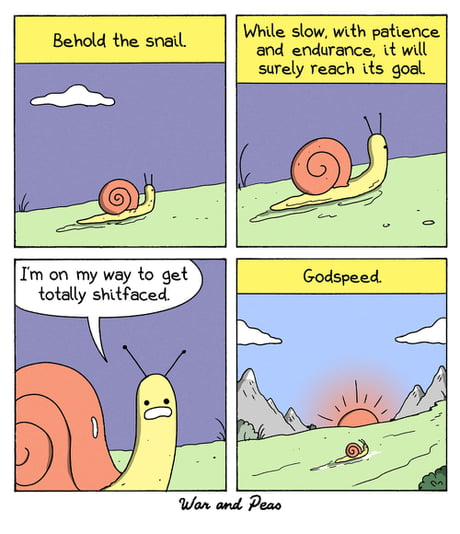 Behold the snail.
While slow, with patience
and endurance, it will
surely reach its goal.
I'm on my way to get
totally shitfaced.
Godspeed.
War and Peas